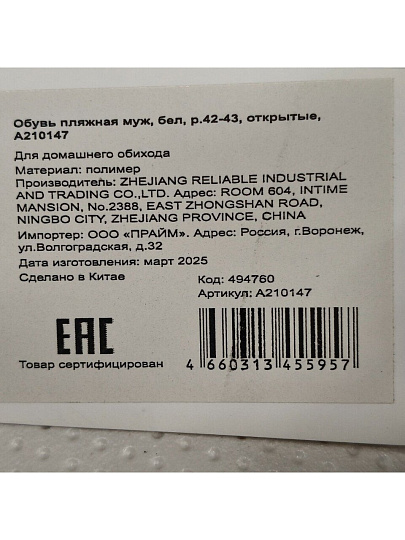 Обувь пляжная муж, бел, р.42-43, открытые,
А210147
Для домашнего обихода
Материал: полимер
Производитель: ZHEJIANG RELIABLE INDUSTRIAL
AND TRADING CO.,LTD. Адрес: ROOM 604, INTIME
MANSION, No.2388, EAST ZHONGSHAN ROAD,
NINGBO CITY, ZHEJIANG PROVINCE, CHINA
Импортер: ООО «ПРАЙМ». Адрес: Россия, г.Воронеж,
ул.Волгоградская, д.32
Дата изготовления: март 2025
Сделано в Китае
Код: 494760
Артикул: А210147
EAC
Товар сертифицирован
4 660313 455957